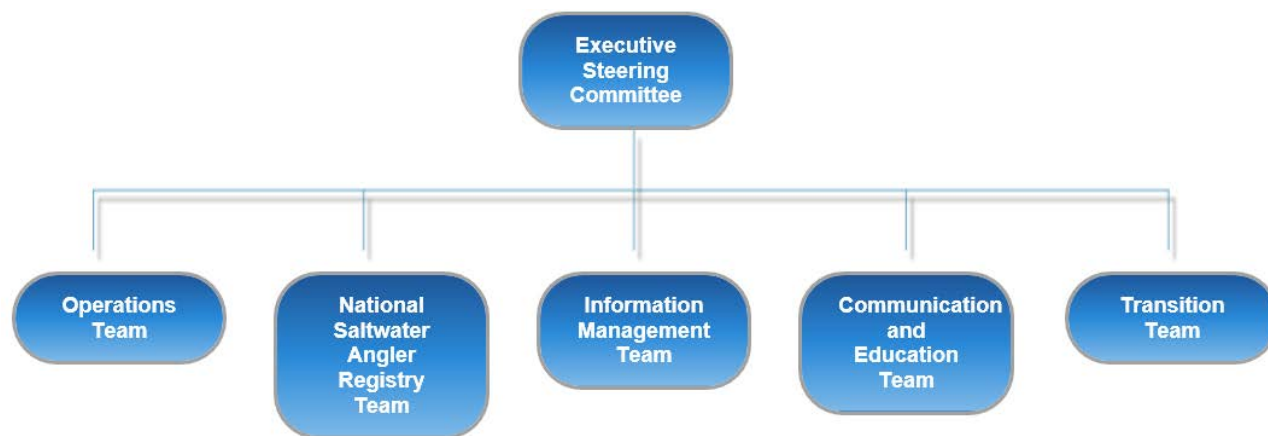 Executive
Steering
Committee
Operations
Team
National
Saltwater
Angler
Registry
Team
Information
Management
Team
Communication
and
Education
Team
Transition
Team